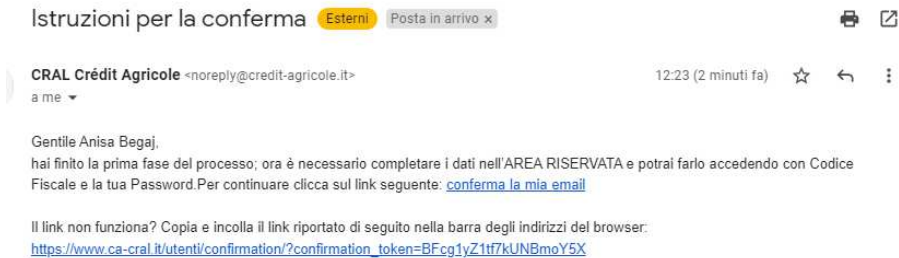 Istruzioni per la conferma Esterni Posta in arrivo x
CRAL Crédit Agricole <noreply@credit-agricole.it> 12:23 (2 minuti fa)
a me
Gentile Anisa Begaj,
hai finito la prima fase del processo; ora è necessario completare i dati nell'AREA RISERVATA e potrai farlo accedendo con Codice
Fiscale e la tua Password.Per continuare clicca sul link seguente: conferma la mia email
Il link non funziona? Copia e incolla il link riportato di seguito nella barra degli indirizzi del browser:
https://www.ca-cral.it/utenti/confirmation/?confirmation_token=BFcg1yZ1tf7kUNBmoY5X